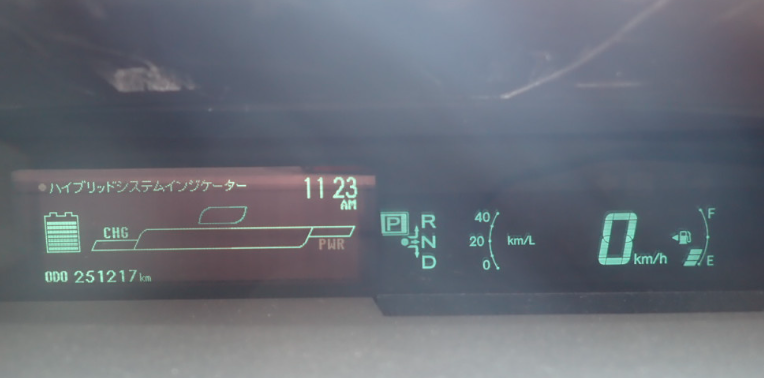 ハイブリッドシステムインジケーター
11 23
AM
CHG
PWR
ODO 251217 km
P
R
N
D
40
20
0
km/L
0 km/h
F
E